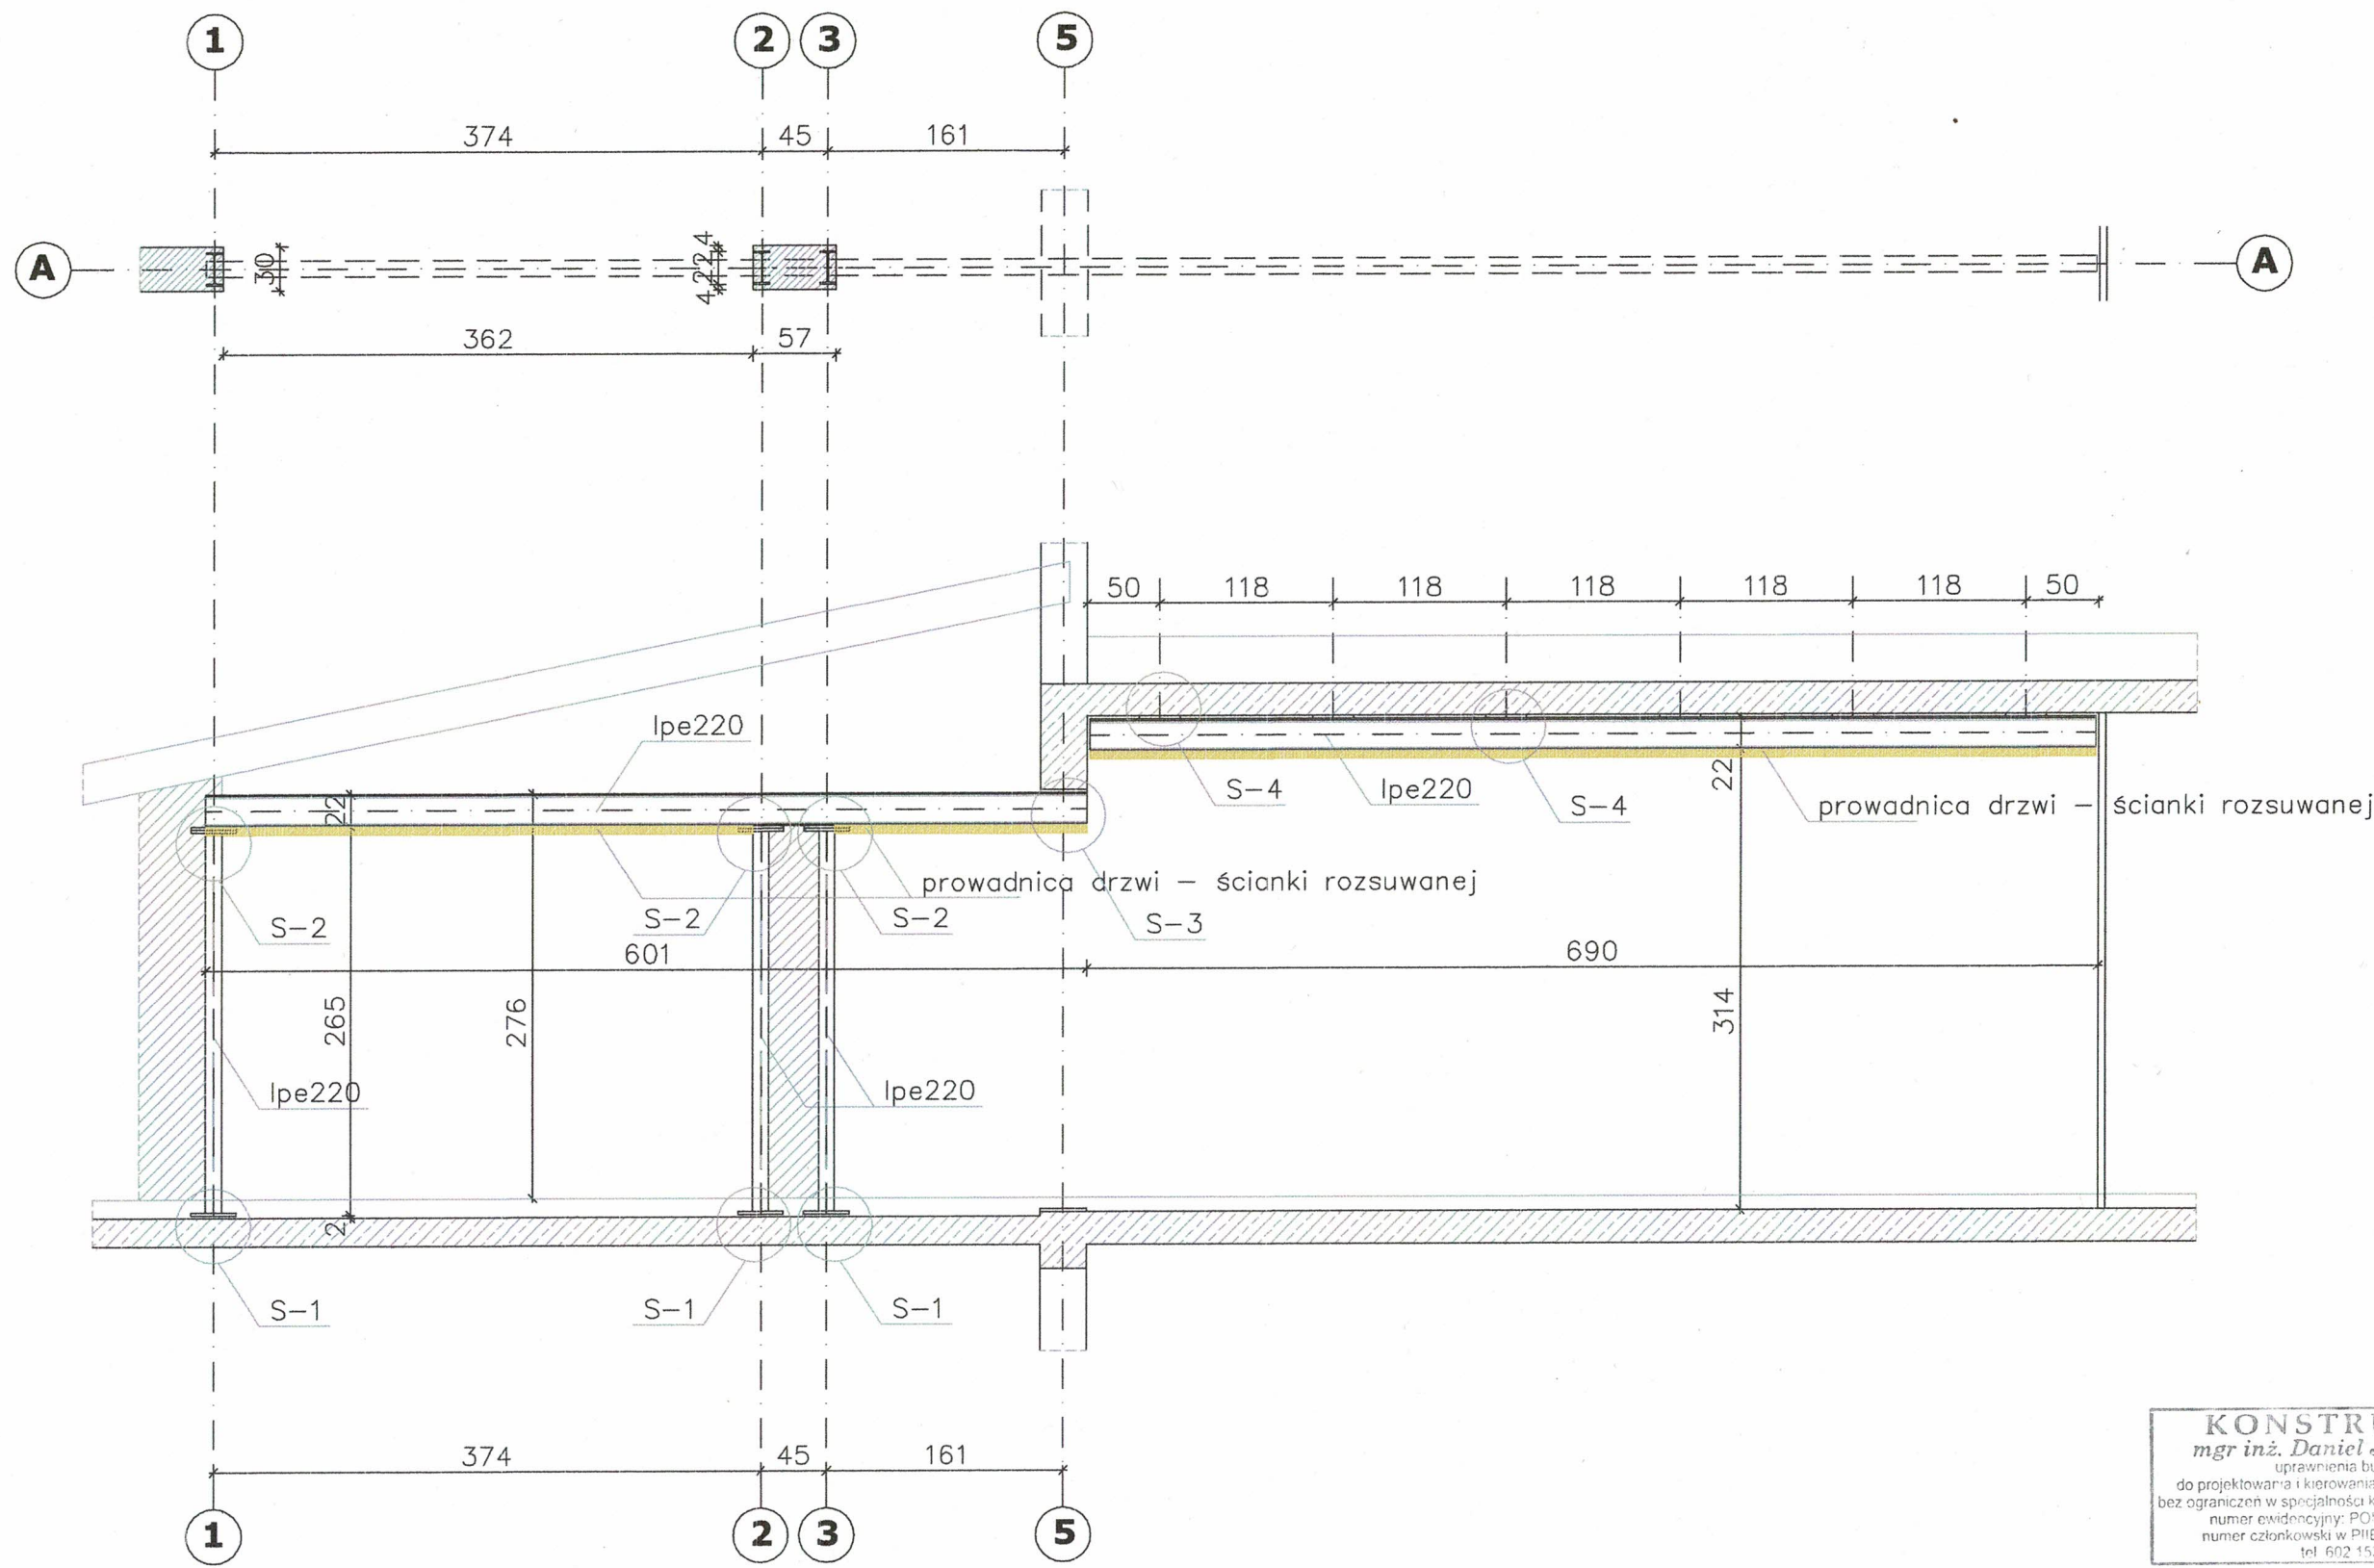 1 2 3 5
374 45 161
A 30 4 22 4 A
362 57
50 118 118 118 118 118 50
Ipe220
22 22
S-4 Ipe220 S-4 prowadnica drzwi – ścianki rozsuwanej
prowadnica drzwi – ścianki rozsuwanej
S-2 S-2 S-2 S-3
601 690
265 276 314
Ipe220 Ipe220
2
S-1 S-1 S-1
374 45 161
1 2 3 5
KONSTR
mgr inż. Daniel
uprawnienia bu
do projektowania i kierowania
bez ograniczeń w specjalności k
numer ewidencyjny: PO
numer członkowski w PIIB
tel. 602 15